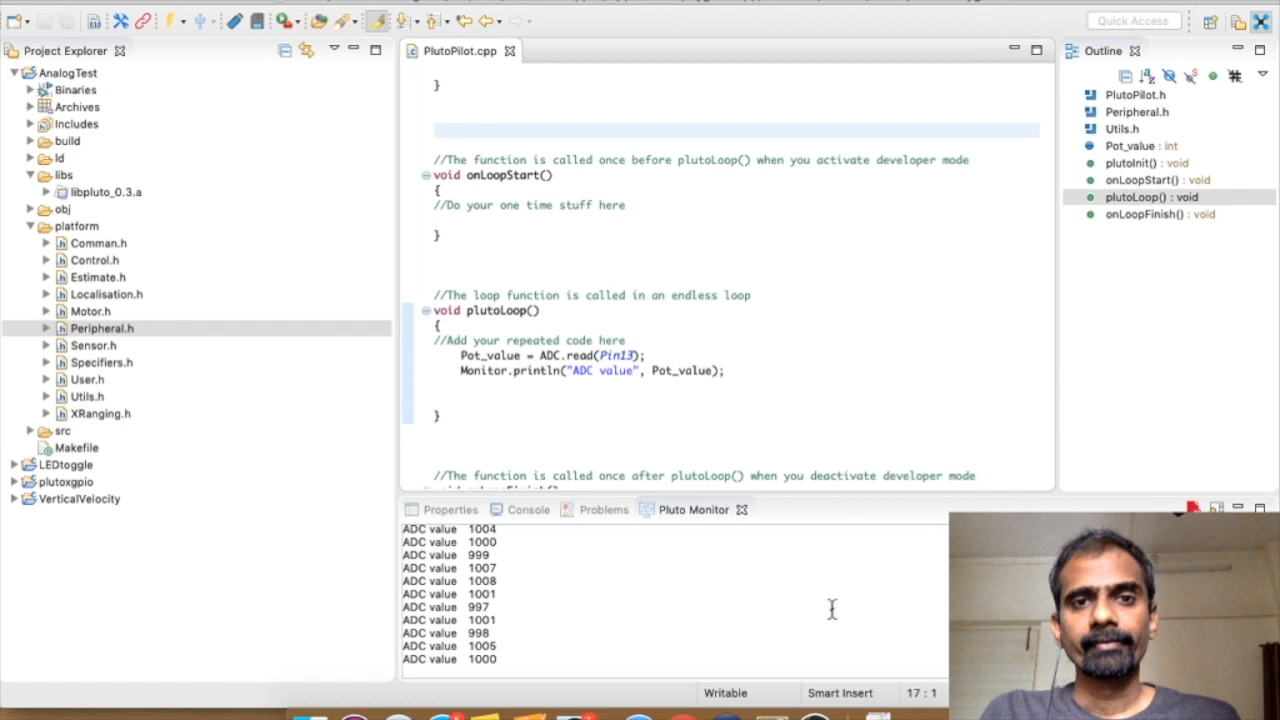 Quick Access
Project Explorer
AnalogTest
Binaries
Archives
Includes
build
ld
libs
libpluto_0.3.a
obj
platform
Comman.h
Control.h
Estimate.h
Localisation.h
Motor.h
Peripheral.h
Sensor.h
Specifiers.h
User.h
Utils.h
XRanging.h
src
Makefile
LEDtoggle
plutoxgpio
VerticalVelocity
PlutoPilot.cpp
}
//The function is called once before plutoLoop() when you activate developer mode
void onLoopStart()
{
//Do your one time stuff here
}
//The loop function is called in an endless loop
void plutoLoop()
{
//Add your repeated code here
Pot_value = ADC.read(Pin13);
Monitor.println("ADC value", Pot_value);
}
//The function is called once after plutoLoop() when you deactivate developer mode
Outline
PlutoPilot.h
Peripheral.h
Utils.h
Pot_value : int
plutoInit() : void
onLoopStart() : void
plutoLoop() : void
onLoopFinish() : void
Properties Console Problems Pluto Monitor
ADC value 1004
ADC value 1000
ADC value 999
ADC value 1007
ADC value 1008
ADC value 1001
ADC value 997
ADC value 1001
ADC value 998
ADC value 1005
ADC value 1000
Writable Smart Insert 17 : 1